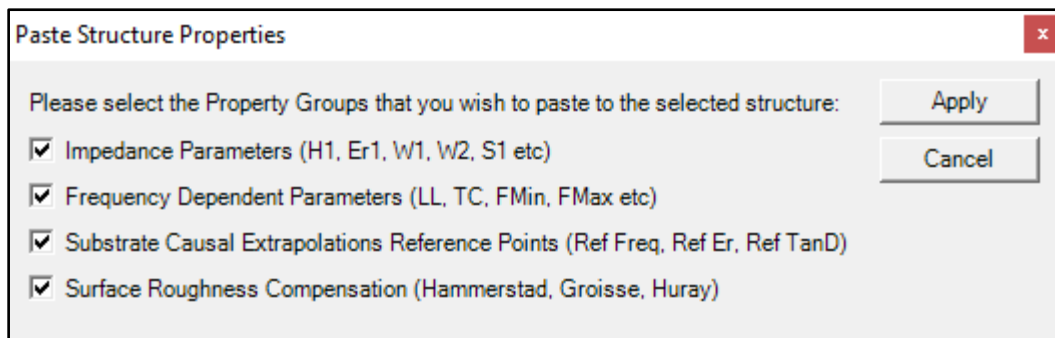 Paste Structure Properties
x
Please select the Property Groups that you wish to paste to the selected structure:
Apply
Impedance Parameters (H1, Er1, W1, W2, S1 etc)
Cancel
Frequency Dependent Parameters (LL, TC, FMin, FMax etc)
Substrate Causal Extrapolations Reference Points (Ref Freq, Ref Er, Ref TanD)
Surface Roughness Compensation (Hammerstad, Groisse, Huray)